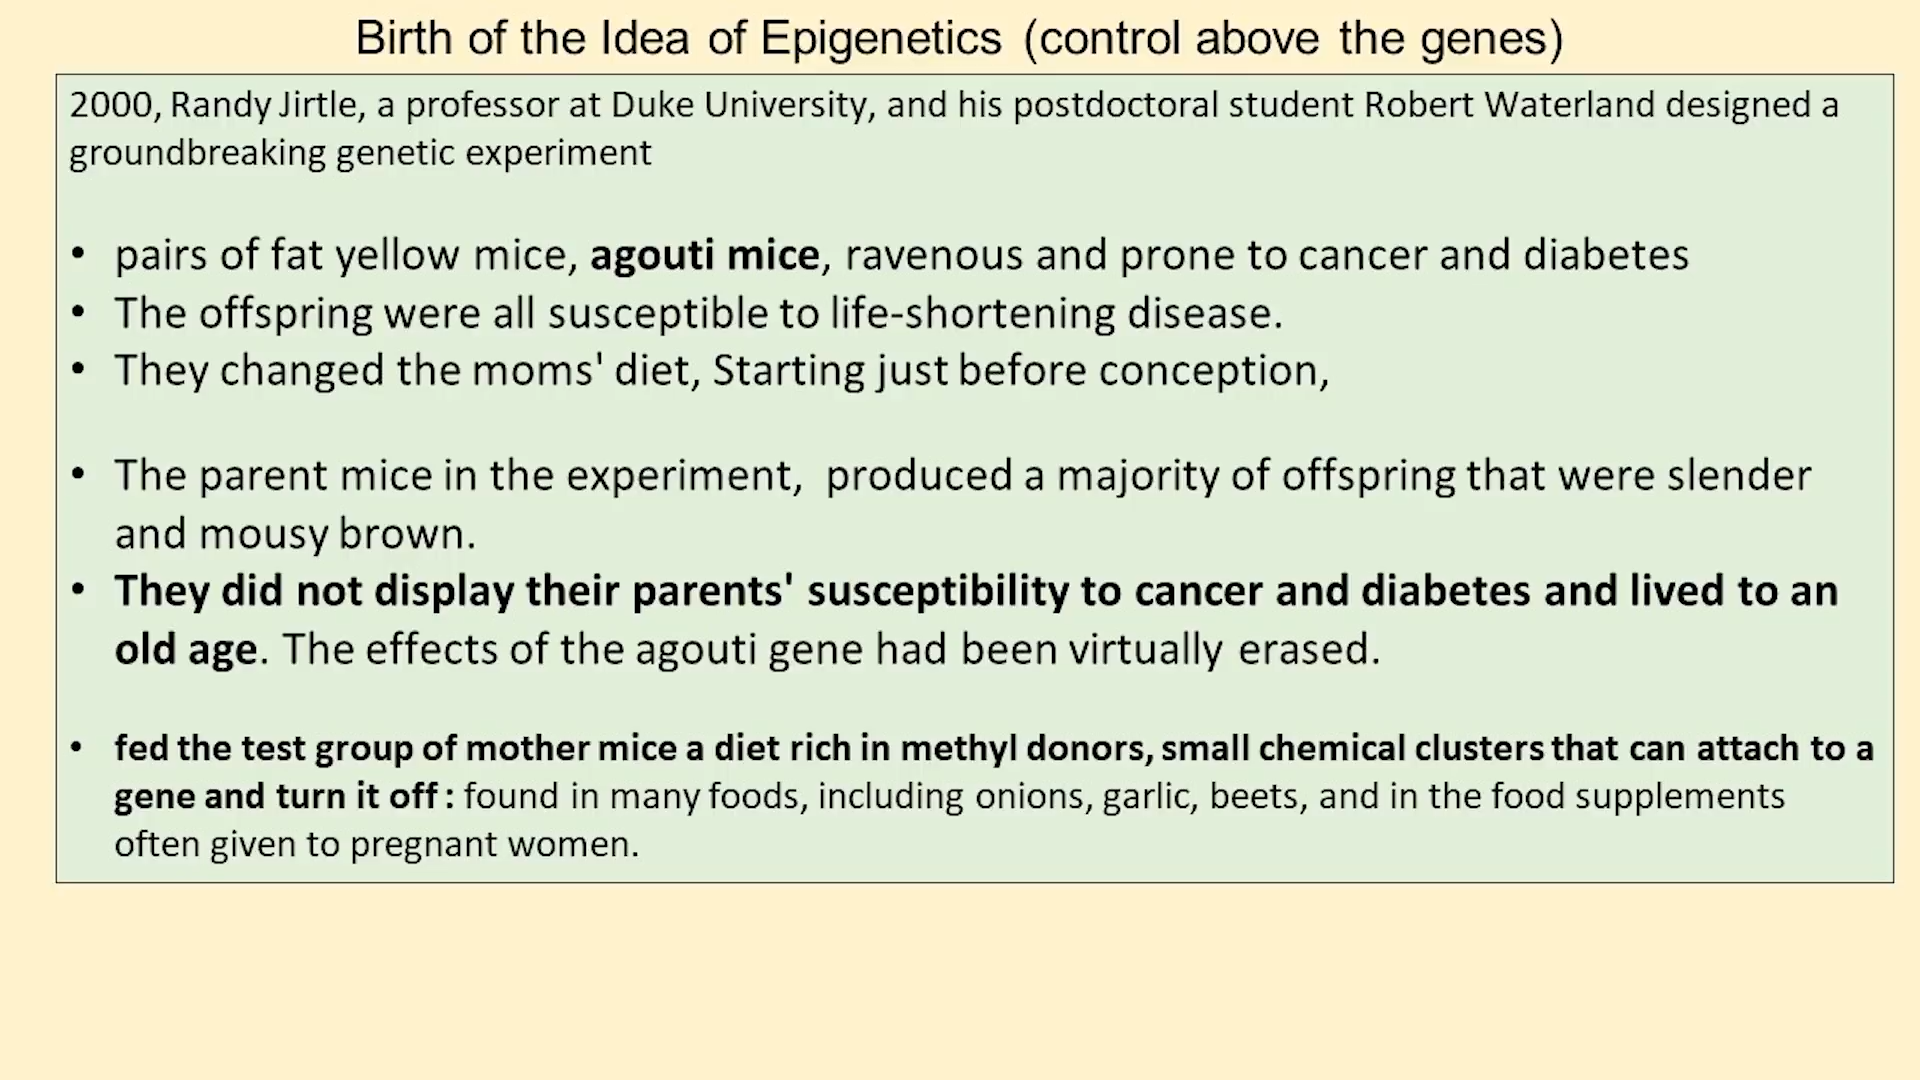 Birth of the Idea of Epigenetics (control above the genes)
2000, Randy Jirtle, a professor at Duke University, and his postdoctoral student Robert Waterland designed a
groundbreaking genetic experiment
• pairs of fat yellow mice, agouti mice, ravenous and prone to cancer and diabetes
• The offspring were all susceptible to life-shortening disease.
• They changed the moms' diet, Starting just before conception,
• The parent mice in the experiment, produced a majority of offspring that were slender
and mousy brown.
• They did not display their parents' susceptibility to cancer and diabetes and lived to an
old age. The effects of the agouti gene had been virtually erased.
• fed the test group of mother mice a diet rich in methyl donors, small chemical clusters that can attach to a
gene and turn it off : found in many foods, including onions, garlic, beets, and in the food supplements
often given to pregnant women.